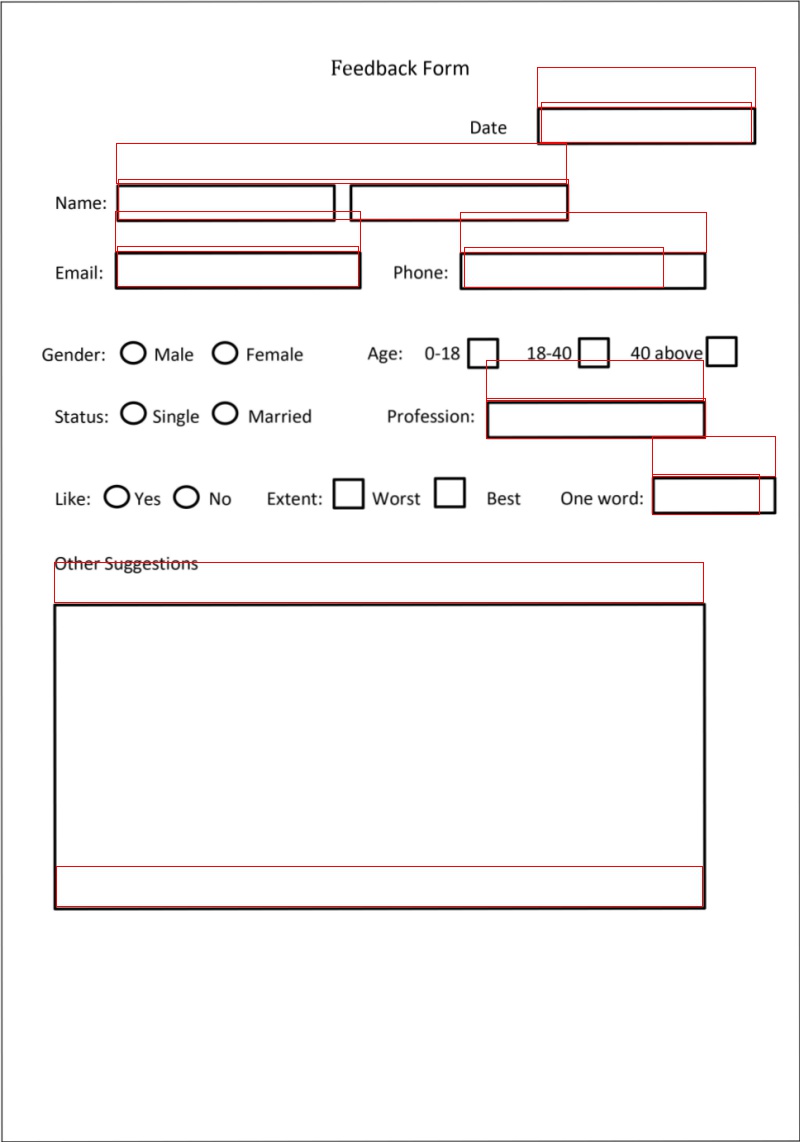 Feedback Form
Date
Name:
Email: Phone:
Gender: Male Female Age: 0-18 18-40 40 above
Status: Single Married Profession:
Like: Yes No Extent: Worst Best One word:
Other Suggestions